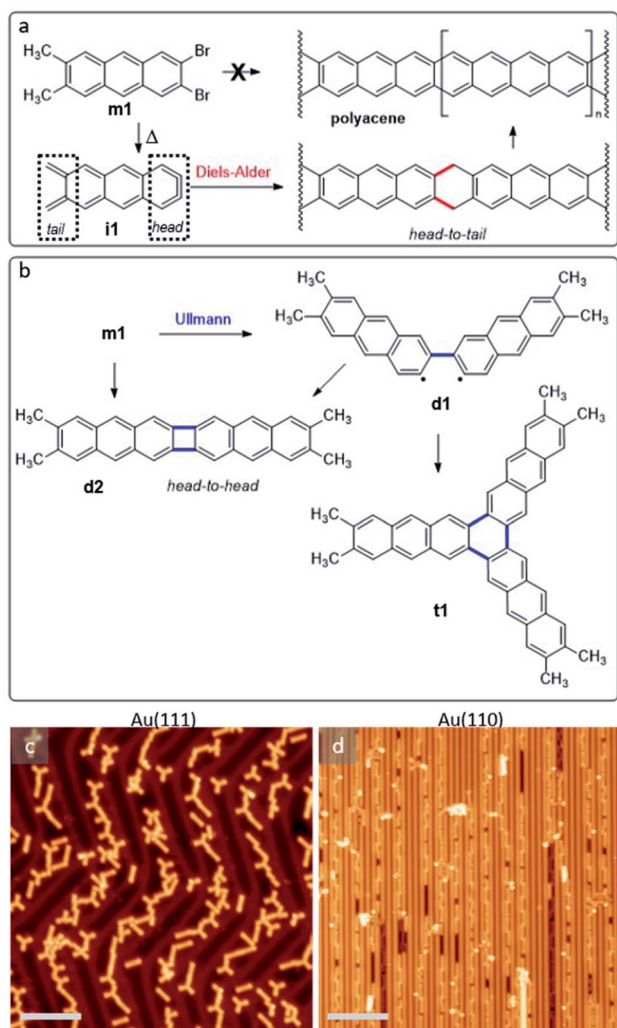 a
H₃C
H₃C
Br
Br
m1
X
polyacene
n
Δ
tail
i1
head
Diels-Alder
head-to-tail
b
m1
Ullmann
H₃C
H₃C
CH₃
CH₃
d1
H₃C
H₃C
CH₃
CH₃
d2
head-to-head
CH₃
H₃C
H₃C
H₃C
t1
CH₃
CH₃
Au(111)
Au(110)
c
d